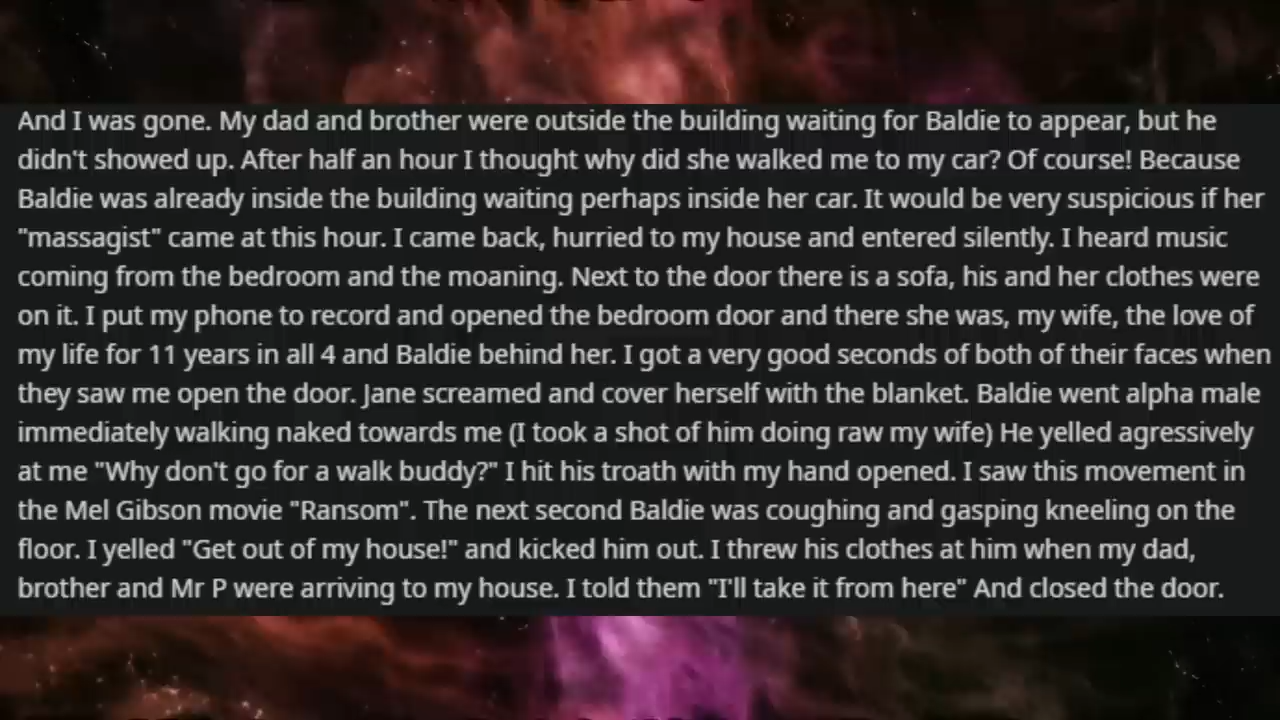 And I was gone. My dad and brother were outside the building waiting for Baldie to appear, but he
didn't showed up. After half an hour I thought why did she walked me to my car? Of course! Because
Baldie was already inside the building waiting perhaps inside her car. It would be very suspicious if her
"massagist" came at this hour. I came back, hurried to my house and entered silently. I heard music
coming from the bedroom and the moaning. Next to the door there is a sofa, his and her clothes were
on it. I put my phone to record and opened the bedroom door and there she was, my wife, the love of
my life for 11 years in all 4 and Baldie behind her. I got a very good seconds of both of their faces when
they saw me open the door. Jane screamed and cover herself with the blanket. Baldie went alpha male
immediately walking naked towards me (I took a shot of him doing raw my wife) He yelled agressively
at me "Why don't go for a walk buddy?" I hit his troath with my hand opened. I saw this movement in
the Mel Gibson movie "Ransom". The next second Baldie was coughing and gasping kneeling on the
floor. I yelled "Get out of my house!" and kicked him out. I threw his clothes at him when my dad,
brother and Mr P were arriving to my house. I told them "I'll take it from here" And closed the door.